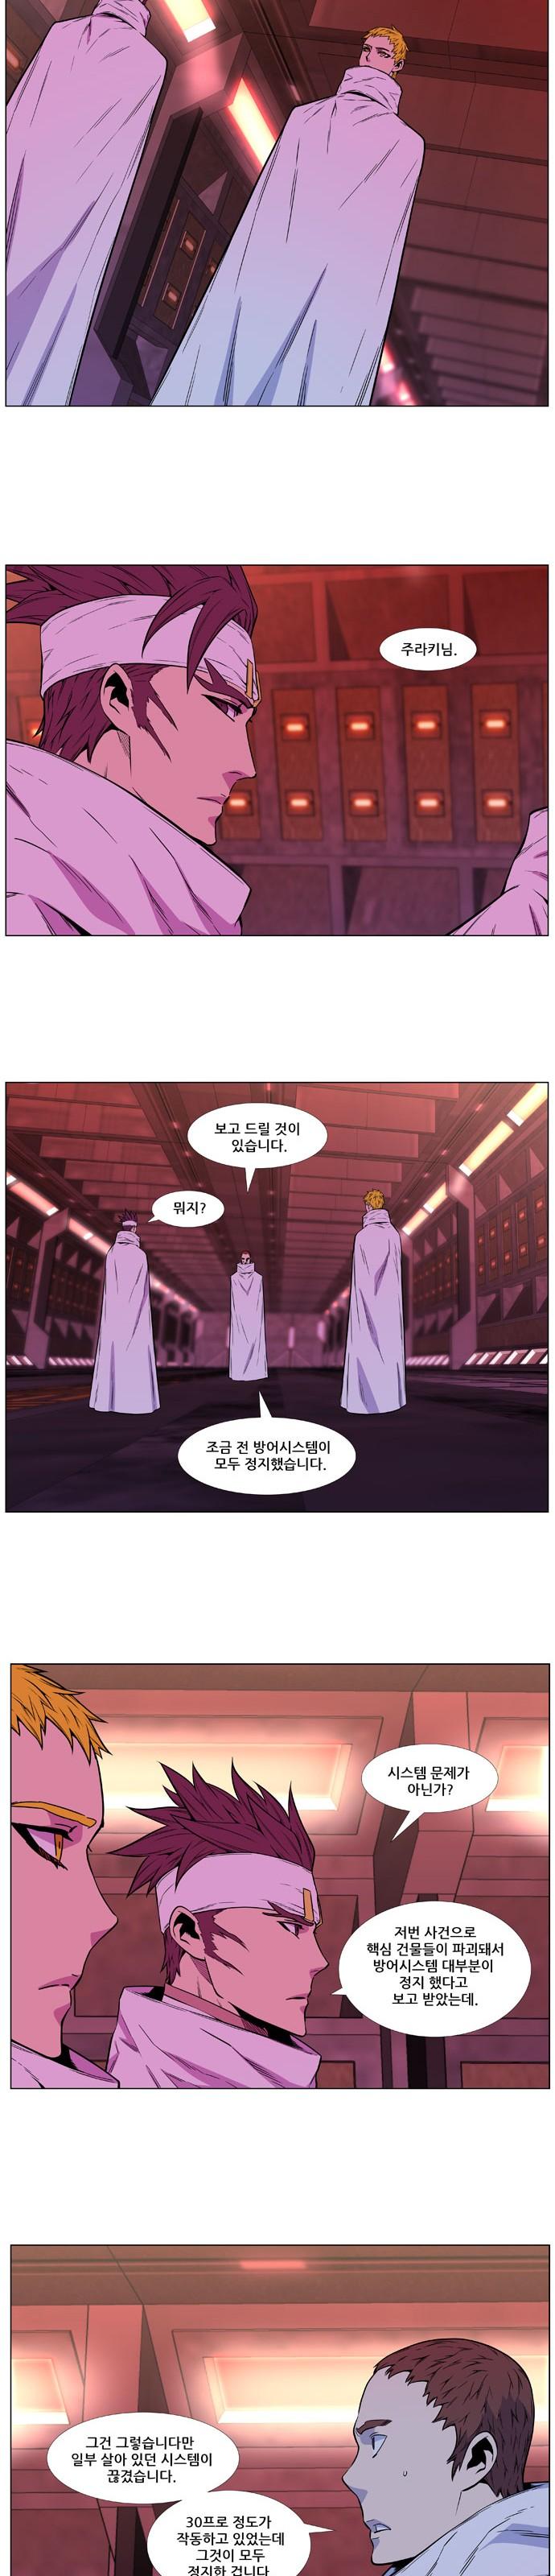 주라키님.
보고 드릴 것이
있습니다.
뭐지?
조금 전 방어시스템이
모두 정지했습니다.
시스템 문제가
아닌가?
저번 사건으로
핵심 건물들이 파괴돼서
방어시스템 대부분이
정지 했다고
보고 받았는데.
그건 그렇습니다만
일부 살아 있던 시스템이
끊겼습니다.
30프로 정도가
작동하고 있었는데
그것이 모두
정지한 겁니다